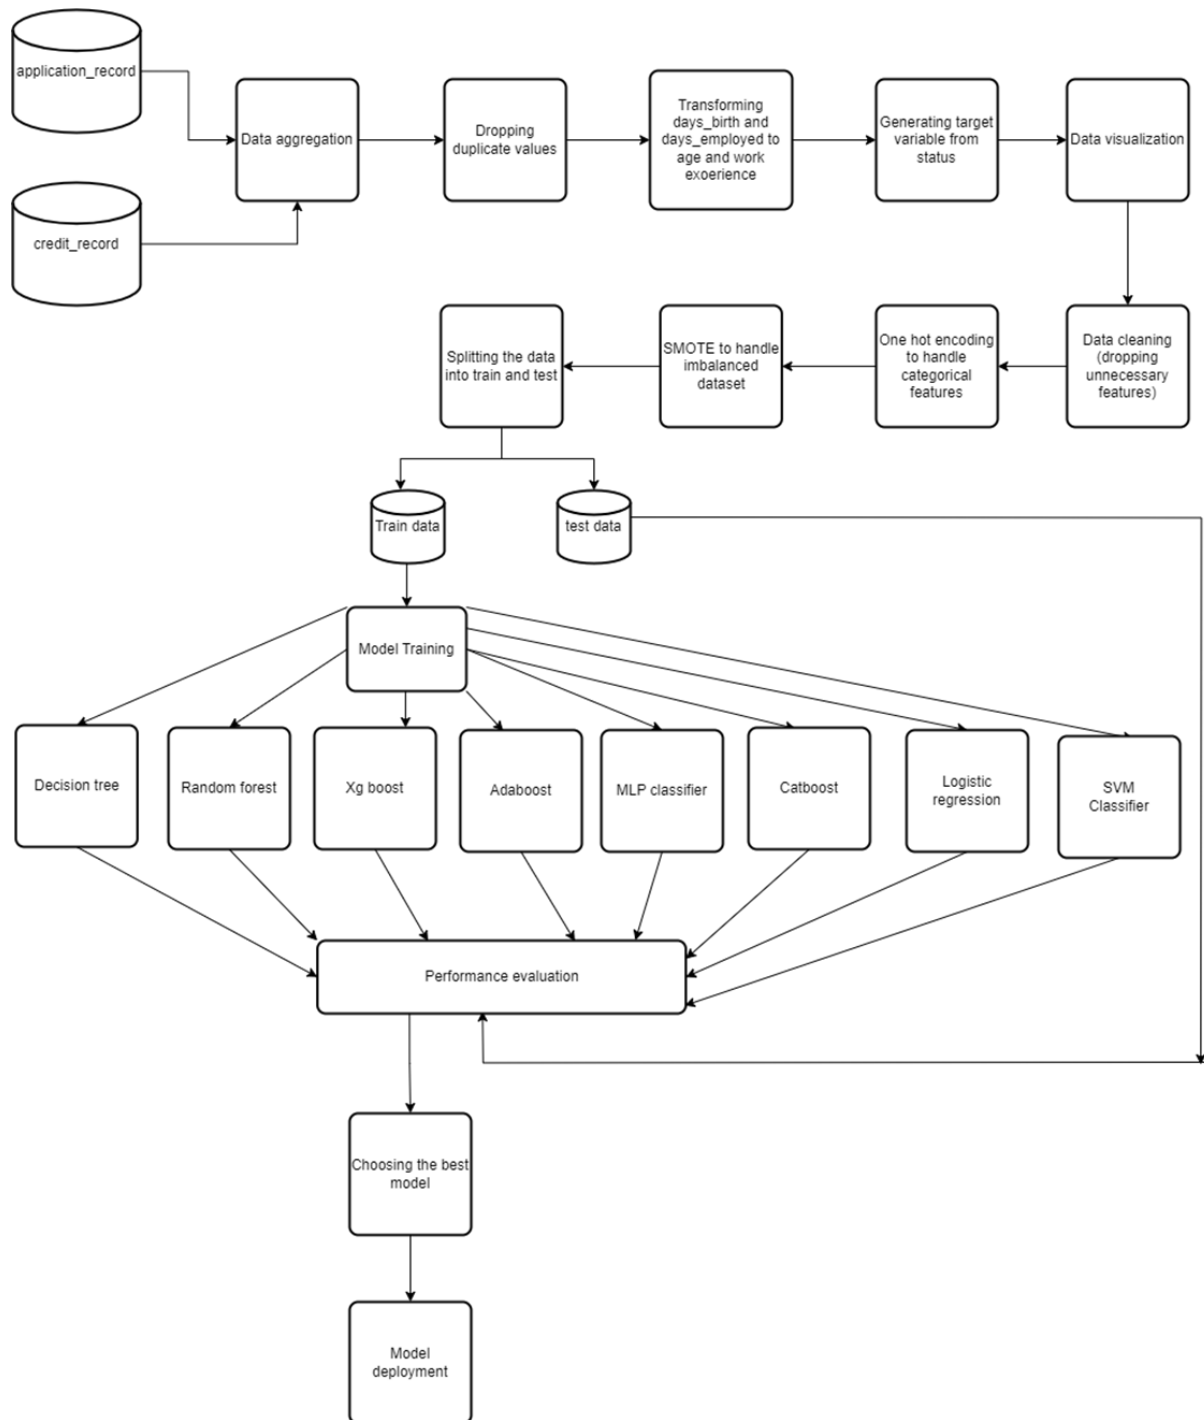 application_record
credit_record
Data aggregation
Dropping
duplicate values
Transforming
days_birth and
days_employed to
age and work
exoerience
Generating target
variable from
status
Data visualization
Data cleaning
(dropping
unnecessary
features)
One hot encoding
to handle
categorical
features
SMOTE to handle
imbalanced
dataset
Splitting the data
into train and test
Train data
test data
Model Training
Decision tree
Random forest
Xg boost
Adaboost
MLP classifier
Catboost
Logistic
regression
SVM
Classifier
Performance evaluation
Choosing the best
model
Model
deployment